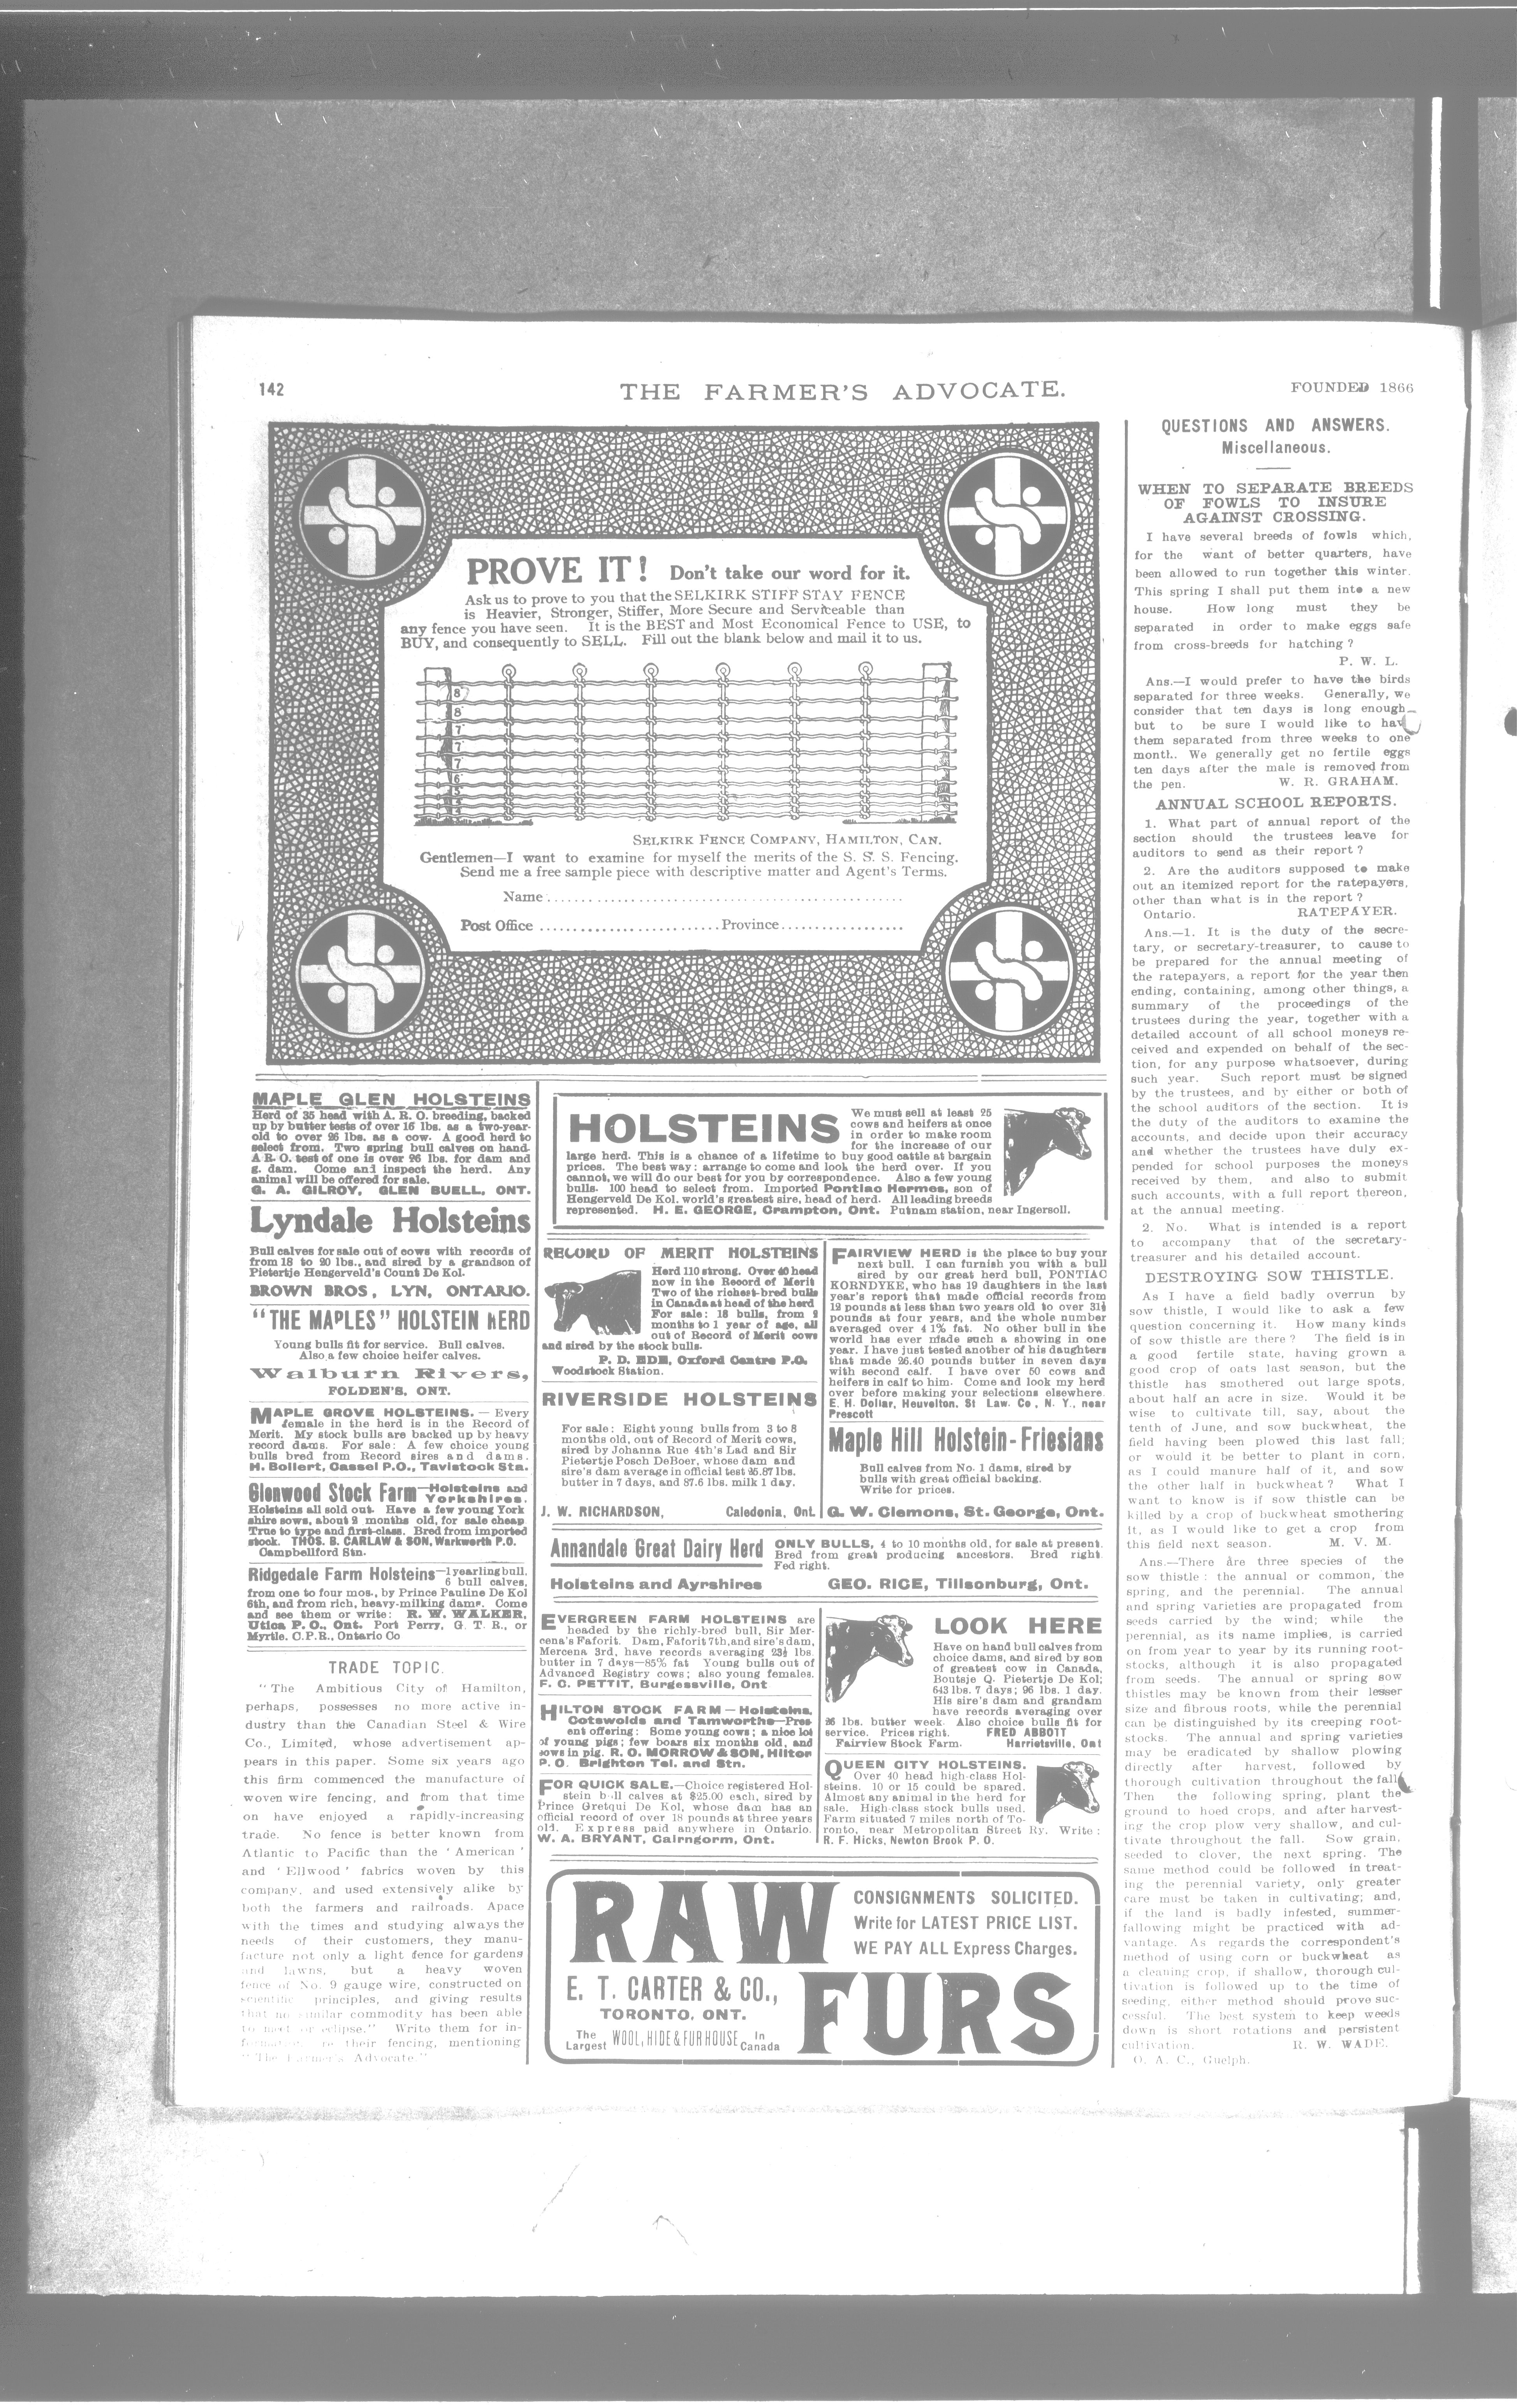 142
THE FARMER'S ADVOCATE.
FOUNDED 1866
PROVE IT! Don't take our word for it.
Ask us to prove to you that the SELKIRK STIFF STAY FENCE
is Heavier, Stronger, Stiffer, More Secure and Serviceable than
any fence you have seen. It is the BEST and Most Economical Fence to USE, to
BUY, and consequently to SELL. Fill out the blank below and mail it to us.
8
8
7
7
7
6
5
SELKIRK FENCE COMPANY, HAMILTON, CAN.
Gentlemen—I want to examine for myself the merits of the S. S. S. Fencing.
Send me a free sample piece with descriptive matter and Agent's Terms.
Name
Post Office Province
MAPLE GLEN HOLSTEINS
Herd of 35 head with A. R. O. breeding, backed
up by butter tests of over 16 lbs. as a two-year-
old to over 26 lbs. as a cow. A good herd to
select from. Two spring bull calves on hand.
A R. O. test of one is over 26 lbs. for dam and
g. dam. Come and inspect the herd. Any
animal will be offered for sale.
G. A. GILROY, GLEN BUELL, ONT.
Lyndale Holsteins
Bull calves for sale out of cows with records of
from 18 to 20 lbs., and sired by a grandson of
Pietertje Hengerveld's Count De Kol.
BROWN BROS, LYN, ONTARIO.
"THE MAPLES" HOLSTEIN HERD
Young bulls fit for service. Bull calves.
Also a few choice heifer calves.
Walburn Rivers,
FOLDEN'S, ONT.
MAPLE GROVE HOLSTEINS. — Every
female in the herd is in the Record of
Merit. My stock bulls are backed up by heavy
record dams. For sale: A few choice young
bulls bred from Record sires and dams.
H. Bollert, Cassel P.O., Tavistock Sta.
Glenwood Stock Farm—Holsteins and
Yorkshires.
Holsteins all sold out. Have a few young York
shire sows, about 2 months old, for sale cheap
True to type and first-class. Bred from imported
stock. THOS. B. CARLAW & SON, Warkworth P.O.
Campbellford Stn.
Ridgedale Farm Holsteins—1 yearling bull,
6 bull calves,
from one to four mos., by Prince Pauline De Kol
6th, and from rich, heavy-milking dams. Come
and see them or write: R. W. WALKER,
Utica P. O., Ont. Port Perry, G. T. R., or
Myrtle, C.P.R., Ontario Co
TRADE TOPIC.
"The Ambitious City of Hamilton,
perhaps, possesses no more active in-
dustry than the Canadian Steel & Wire
Co., Limited, whose advertisement ap-
pears in this paper. Some six years ago
this firm commenced the manufacture of
woven wire fencing, and from that time
on have enjoyed a rapidly-increasing
trade. No fence is better known from
Atlantic to Pacific than the 'American'
and 'Ellwood' fabrics woven by this
company, and used extensively alike by
both the farmers and railroads. Apace
with the times and studying always the
needs of their customers, they manu-
facture not only a light fence for gardens
and lawns, but a heavy woven
fence of No. 9 gauge wire, constructed on
scientific principles, and giving results
that no similar commodity has been able
to meet or eclipse." Write them for in-
re their fencing, mentioning
"The Farmer's Advocate."
HOLSTEINS
We must sell at least 25
cows and heifers at once
in order to make room
for the increase of our
large herd. This is a chance of a lifetime to buy good cattle at bargain
prices. The best way: arrange to come and look the herd over. If you
cannot, we will do our best for you by correspondence. Also a few young
bulls. 100 head to select from. Imported Pontiac Hermes, son of
Hengerveld De Kol, world's greatest sire, head of herd. All leading breeds
represented. H. E. GEORGE, Crampton, Ont. Putnam station, near Ingersoll.
RECORD OF MERIT HOLSTEINS
Herd 110 strong. Over 40 head
now in the Record of Merit
Two of the richest-bred bulls
in Canada at head of the herd
For sale: 18 bulls, from 2
months to 1 year of age, all
out of Record of Merit cows
and sired by the stock bulls.
P. D. EDE, Oxford Centre P.O.
Woodstock Station.
RIVERSIDE HOLSTEINS
For sale: Eight young bulls from 3 to 8
months old, out of Record of Merit cows,
sired by Johanna Rue 4th's Lad and Sir
Pietertje Posch DeBoer, whose dam and
sire's dam average in official test 25.87 lbs.
butter in 7 days, and 87.6 lbs. milk 1 day.
J. W. RICHARDSON, Caledonia, Ont.
FAIRVIEW HERD is the place to buy your
next bull. I can furnish you with a bull
sired by our great herd bull, PONTIAC
KORNDYKE, who has 19 daughters in the last
year's report that made official records from
12 pounds at less than two years old to over 31½
pounds at four years, and the whole number
averaged over 4 1% fat. No other bull in the
world has ever made such a showing in one
year. I have just tested another of his daughters
that made 26.40 pounds butter in seven days
with second calf. I have over 50 cows and
heifers in calf to him. Come and look my herd
over before making your selections elsewhere.
E. H. Dollar, Heuvelton, St Law. Co., N. Y., near
Prescott
Maple Hill Holstein-Friesians
Bull calves from No. 1 dams, sired by
bulls with great official backing.
Write for prices.
G. W. Clemons, St. George, Ont.
Annandale Great Dairy Herd
ONLY BULLS, 4 to 10 months old, for sale at present.
Bred from great producing ancestors. Bred right.
Fed right.
Holsteins and Ayrshires GEO. RICE, Tillsonburg, Ont.
EVERGREEN FARM HOLSTEINS are
headed by the richly-bred bull, Sir Mer-
cena's Faforit. Dam, Faforit 7th, and sire's dam,
Mercena 3rd, have records averaging 23½ lbs.
butter in 7 days—85% fat Young bulls out of
Advanced Registry cows; also young females.
F. C. PETTIT, Burgessville, Ont
HILTON STOCK FARM — Holsteins,
Cotswolds and Tamworths—Pres
ent offering: Some young cows; a nice lot
of young pigs; few boars six months old, and
sows in pig. R. O. MORROW & SON, Hilton
P. O. Brighton Tel. and Stn.
FOR QUICK SALE.—Choice registered Hol-
stein bull calves at $25.00 each, sired by
Prince Gretqui De Kol, whose dam has an
official record of over 18 pounds at three years
old. Express paid anywhere in Ontario.
W. A. BRYANT, Cairngorm, Ont.
LOOK HERE
Have on hand bull calves from
choice dams, and sired by son
of greatest cow in Canada,
Boutsje Q. Pietertje De Kol;
643 lbs. 7 days; 96 lbs. 1 day.
His sire's dam and grandam
have records averaging over
26 lbs. butter week. Also choice bulls fit for
service. Prices right. FRED ABBOTT
Fairview Stock Farm. Harrietsville, Ont
QUEEN CITY HOLSTEINS.
Over 40 head high-class Hol-
steins. 10 or 15 could be spared.
Almost any animal in the herd for
sale. High-class stock bulls used.
Farm situated 7 miles north of To-
ronto, near Metropolitan Street Ry. Write:
R. F. Hicks, Newton Brook P. O.
RAW FURS
CONSIGNMENTS SOLICITED.
Write for LATEST PRICE LIST.
WE PAY ALL Express Charges.
E. T. CARTER & CO.,
TORONTO, ONT.
The Largest WOOL, HIDE & FUR HOUSE In Canada
QUESTIONS AND ANSWERS.
Miscellaneous.
WHEN TO SEPARATE BREEDS
OF FOWLS TO INSURE
AGAINST CROSSING.
I have several breeds of fowls which,
for the want of better quarters, have
been allowed to run together this winter.
This spring I shall put them into a new
house. How long must they be
separated in order to make eggs safe
from cross-breeds for hatching?
P. W. L.
Ans.—I would prefer to have the birds
separated for three weeks. Generally, we
consider that ten days is long enough
but to be sure I would like to hav
them separated from three weeks to one
month. We generally get no fertile eggs
ten days after the male is removed from
the pen. W. R. GRAHAM.
ANNUAL SCHOOL REPORTS.
1. What part of annual report of the
section should the trustees leave for
auditors to send as their report?
2. Are the auditors supposed to make
out an itemized report for the ratepayers,
other than what is in the report?
Ontario. RATEPAYER.
Ans.—1. It is the duty of the secre-
tary, or secretary-treasurer, to cause to
be prepared for the annual meeting of
the ratepayers, a report for the year then
ending, containing, among other things, a
summary of the proceedings of the
trustees during the year, together with a
detailed account of all school moneys re-
ceived and expended on behalf of the sec-
tion, for any purpose whatsoever, during
such year. Such report must be signed
by the trustees, and by either or both of
the school auditors of the section. It is
the duty of the auditors to examine the
accounts, and decide upon their accuracy
and whether the trustees have duly ex-
pended for school purposes the moneys
received by them, and also to submit
such accounts, with a full report thereon,
at the annual meeting.
2. No. What is intended is a report
to accompany that of the secretary-
treasurer and his detailed account.
DESTROYING SOW THISTLE.
As I have a field badly overrun by
sow thistle, I would like to ask a few
question concerning it. How many kinds
of sow thistle are there? The field is in
a good fertile state, having grown a
good crop of oats last season, but the
thistle has smothered out large spots,
about half an acre in size. Would it be
wise to cultivate till, say, about the
tenth of June, and sow buckwheat, the
field having been plowed this last fall;
or would it be better to plant in corn,
as I could manure half of it, and sow
the other half in buckwheat? What I
want to know is if sow thistle can be
killed by a crop of buckwheat smothering
it, as I would like to get a crop from
this field next season. M. V. M.
Ans.—There are three species of the
sow thistle: the annual or common, the
spring, and the perennial. The annual
and spring varieties are propagated from
seeds carried by the wind; while the
perennial, as its name implies, is carried
on from year to year by its running root-
stocks, although it is also propagated
from seeds. The annual or spring sow
thistles may be known from their lesser
size and fibrous roots, while the perennial
can be distinguished by its creeping root-
stocks. The annual and spring varieties
may be eradicated by shallow plowing
directly after harvest, followed by
thorough cultivation throughout the fall
Then the following spring, plant the
ground to hoed crops, and after harvest-
ing the crop plow very shallow, and cul-
tivate throughout the fall. Sow grain,
seeded to clover, the next spring. The
same method could be followed in treat-
ing the perennial variety, only greater
care must be taken in cultivating; and,
if the land is badly infested, summer-
fallowing might be practiced with ad-
vantage. As regards the correspondent's
method of using corn or buckwheat as
a cleaning crop, if shallow, thorough cul-
tivation is followed up to the time of
seeding, either method should prove suc-
cessful. The best system to keep weeds
down is short rotations and persistent
cultivation. R. W. WADE.
O. A. C., Guelph.